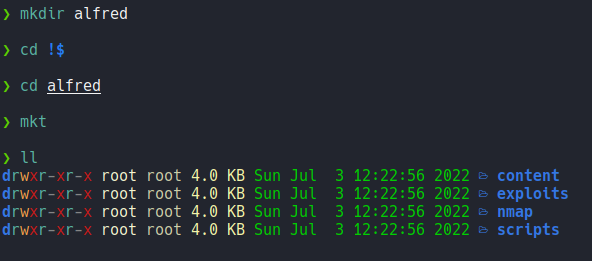 ❯ mkdir alfred
❯ cd !$
❯ cd alfred
❯ mkt
❯ ll
drwxr-xr-x root root 4.0 KB Sun Jul  3 12:22:56 2022 🗁 content
drwxr-xr-x root root 4.0 KB Sun Jul  3 12:22:56 2022 🗁 exploits
drwxr-xr-x root root 4.0 KB Sun Jul  3 12:22:56 2022 🗁 nmap
drwxr-xr-x root root 4.0 KB Sun Jul  3 12:22:56 2022 🗁 scripts